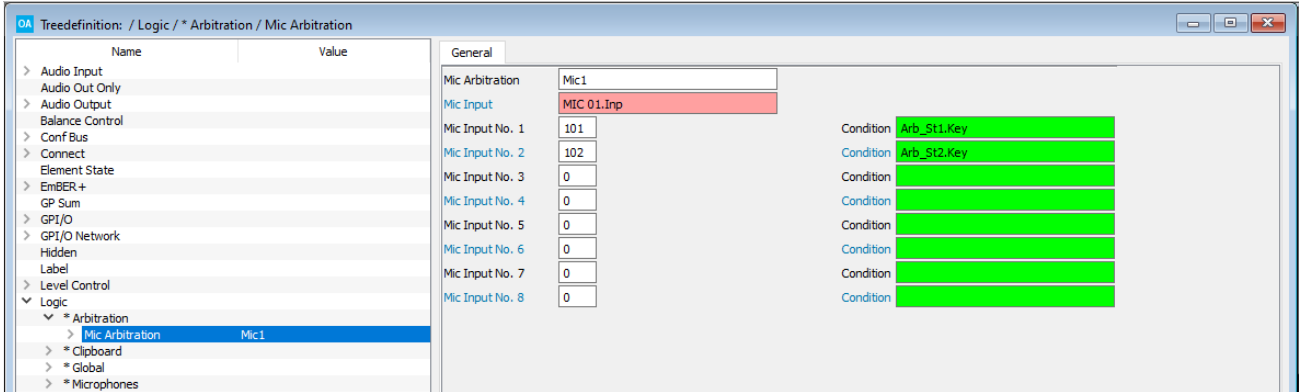 OA Treedefinition: / Logic / * Arbitration / Mic Arbitration
Name Value
Audio Input
Audio Out Only
Audio Output
Balance Control
Conf Bus
Connect
Element State
EmBER+
GP Sum
GPI/O
GPI/O Network
Hidden
Label
Level Control
Logic
* Arbitration
Mic Arbitration Mic1
* Clipboard
* Global
* Microphones
General
Mic Arbitration Mic1
Mic Input MIC 01.Inp
Mic Input No. 1 101 Condition Arb_St1.Key
Mic Input No. 2 102 Condition Arb_St2.Key
Mic Input No. 3 0 Condition
Mic Input No. 4 0 Condition
Mic Input No. 5 0 Condition
Mic Input No. 6 0 Condition
Mic Input No. 7 0 Condition
Mic Input No. 8 0 Condition